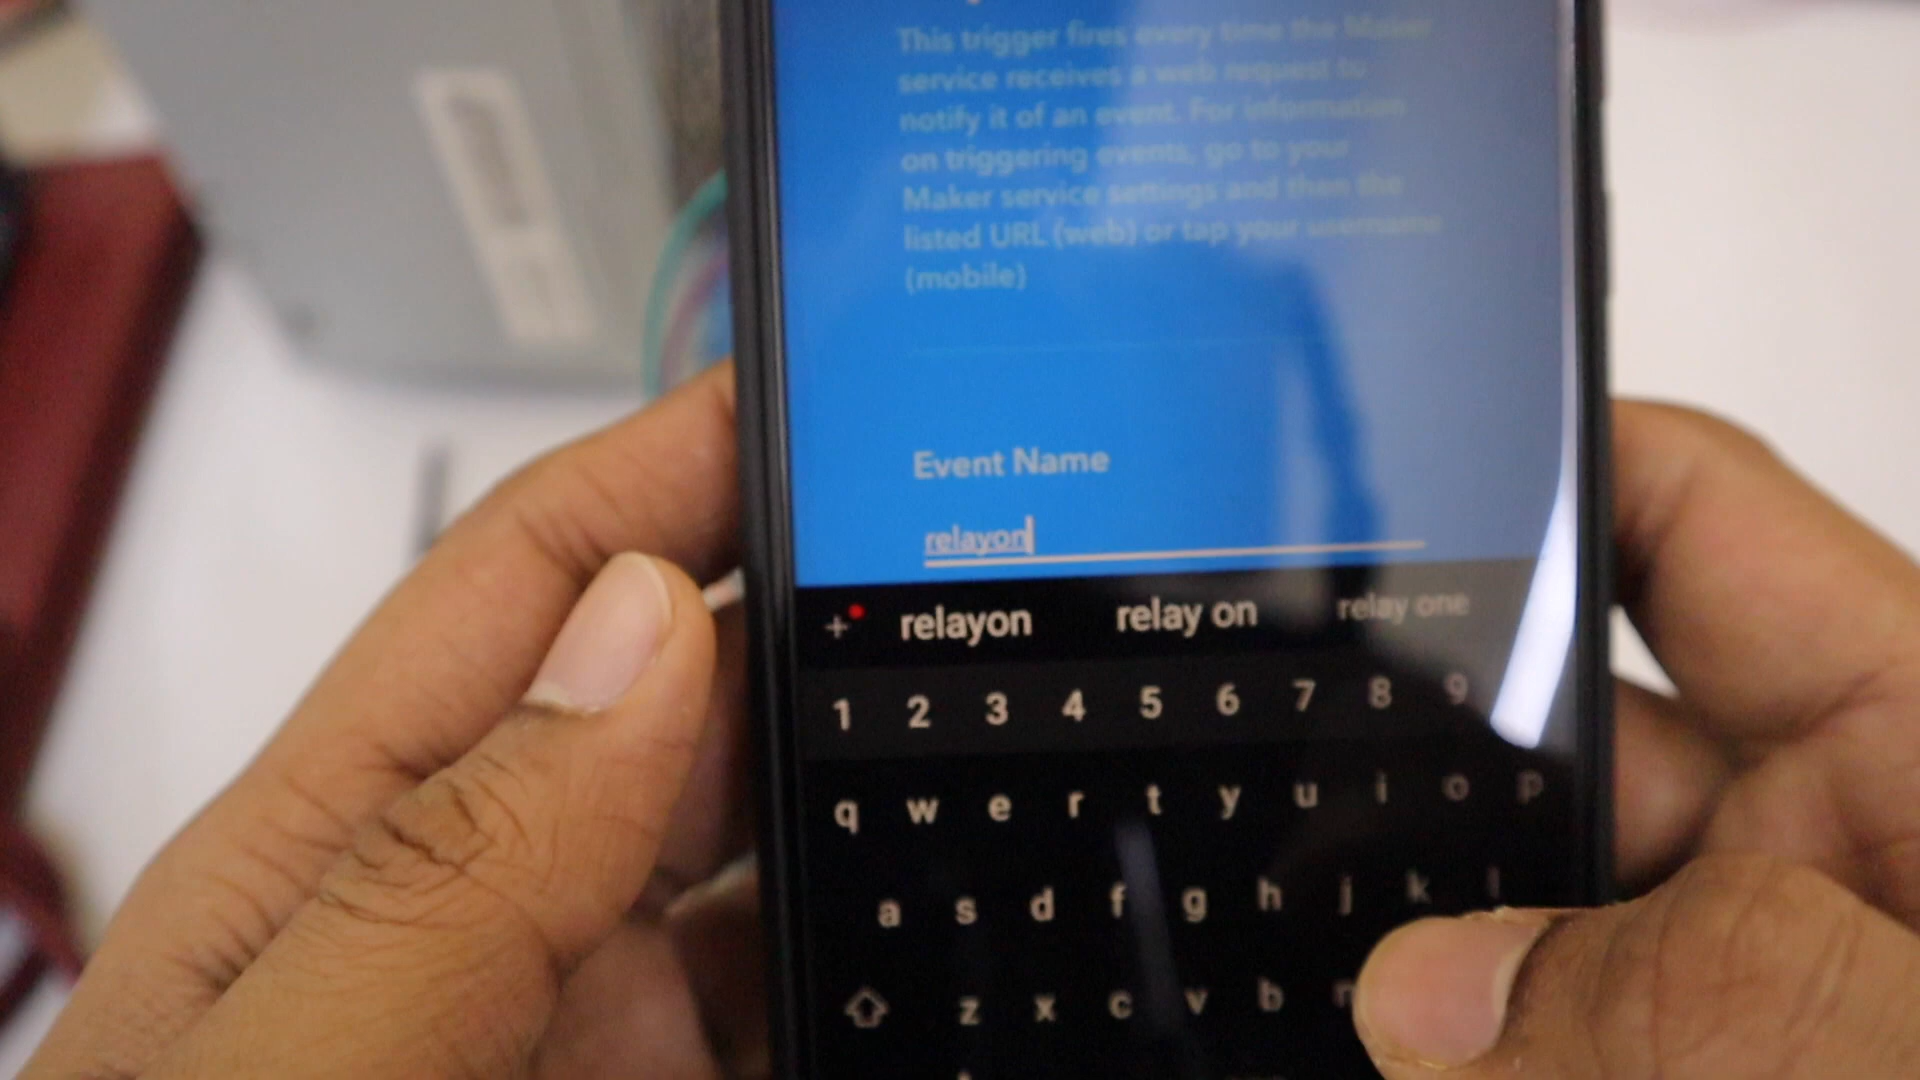 This trigger fires every time the Maker
service receives a web request to
notify it of an event. For information
on triggering events, go to your
Maker service settings and then the
listed URL (web) or tap your username
(mobile)
Event Name
relayon
+ relayon relay on relay one
1 2 3 4 5 6 7 8 9
q w e r t y u i o p
a s d f g h j k l
z x c v b n